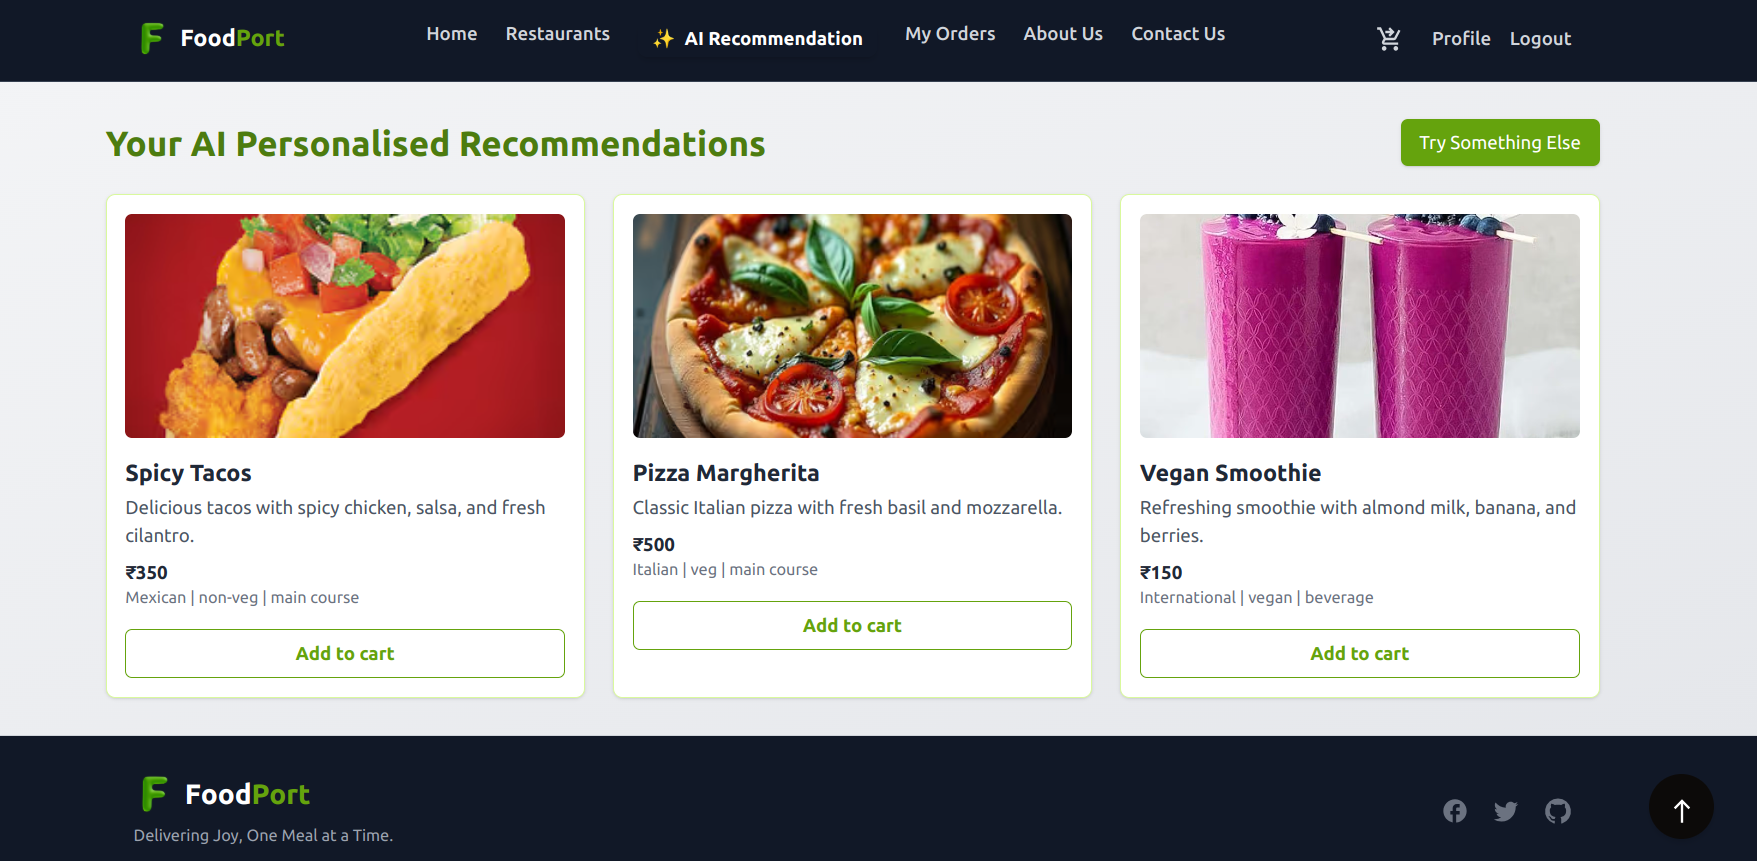 FoodPort
Home
Restaurants
✨ AI Recommendation
My Orders
About Us
Contact Us
Profile
Logout
Your AI Personalised Recommendations
Try Something Else
Spicy Tacos
Delicious tacos with spicy chicken, salsa, and fresh
cilantro.
₹350
Mexican | non-veg | main course
Add to cart
Pizza Margherita
Classic Italian pizza with fresh basil and mozzarella.
₹500
Italian | veg | main course
Add to cart
Vegan Smoothie
Refreshing smoothie with almond milk, banana, and
berries.
₹150
International | vegan | beverage
Add to cart
FoodPort
Delivering Joy, One Meal at a Time.